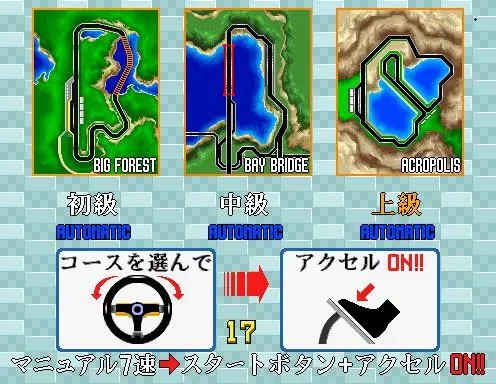 BIG FOREST BAY BRIDGE ACROPOLIS
初級 中級 上級
AUTOMATIC AUTOMATIC AUTOMATIC
コースを選んで アクセル ON!!
17
マニュアル7速➡スタートボタン+アクセル ON!!